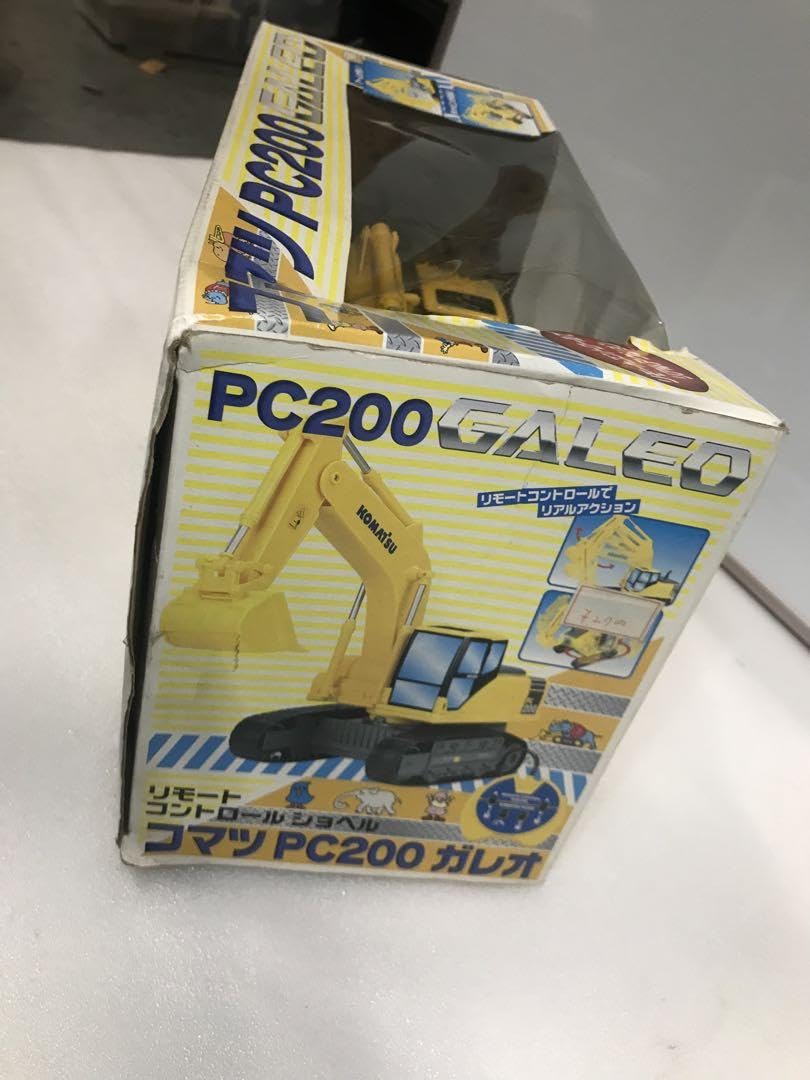 コマツ PC200 GALEO
PC200 GALEO
リモートコントロールで
リアルアクション
KOMATSU
リモート
コントロールショベル
コマツ PC200 ガレオ